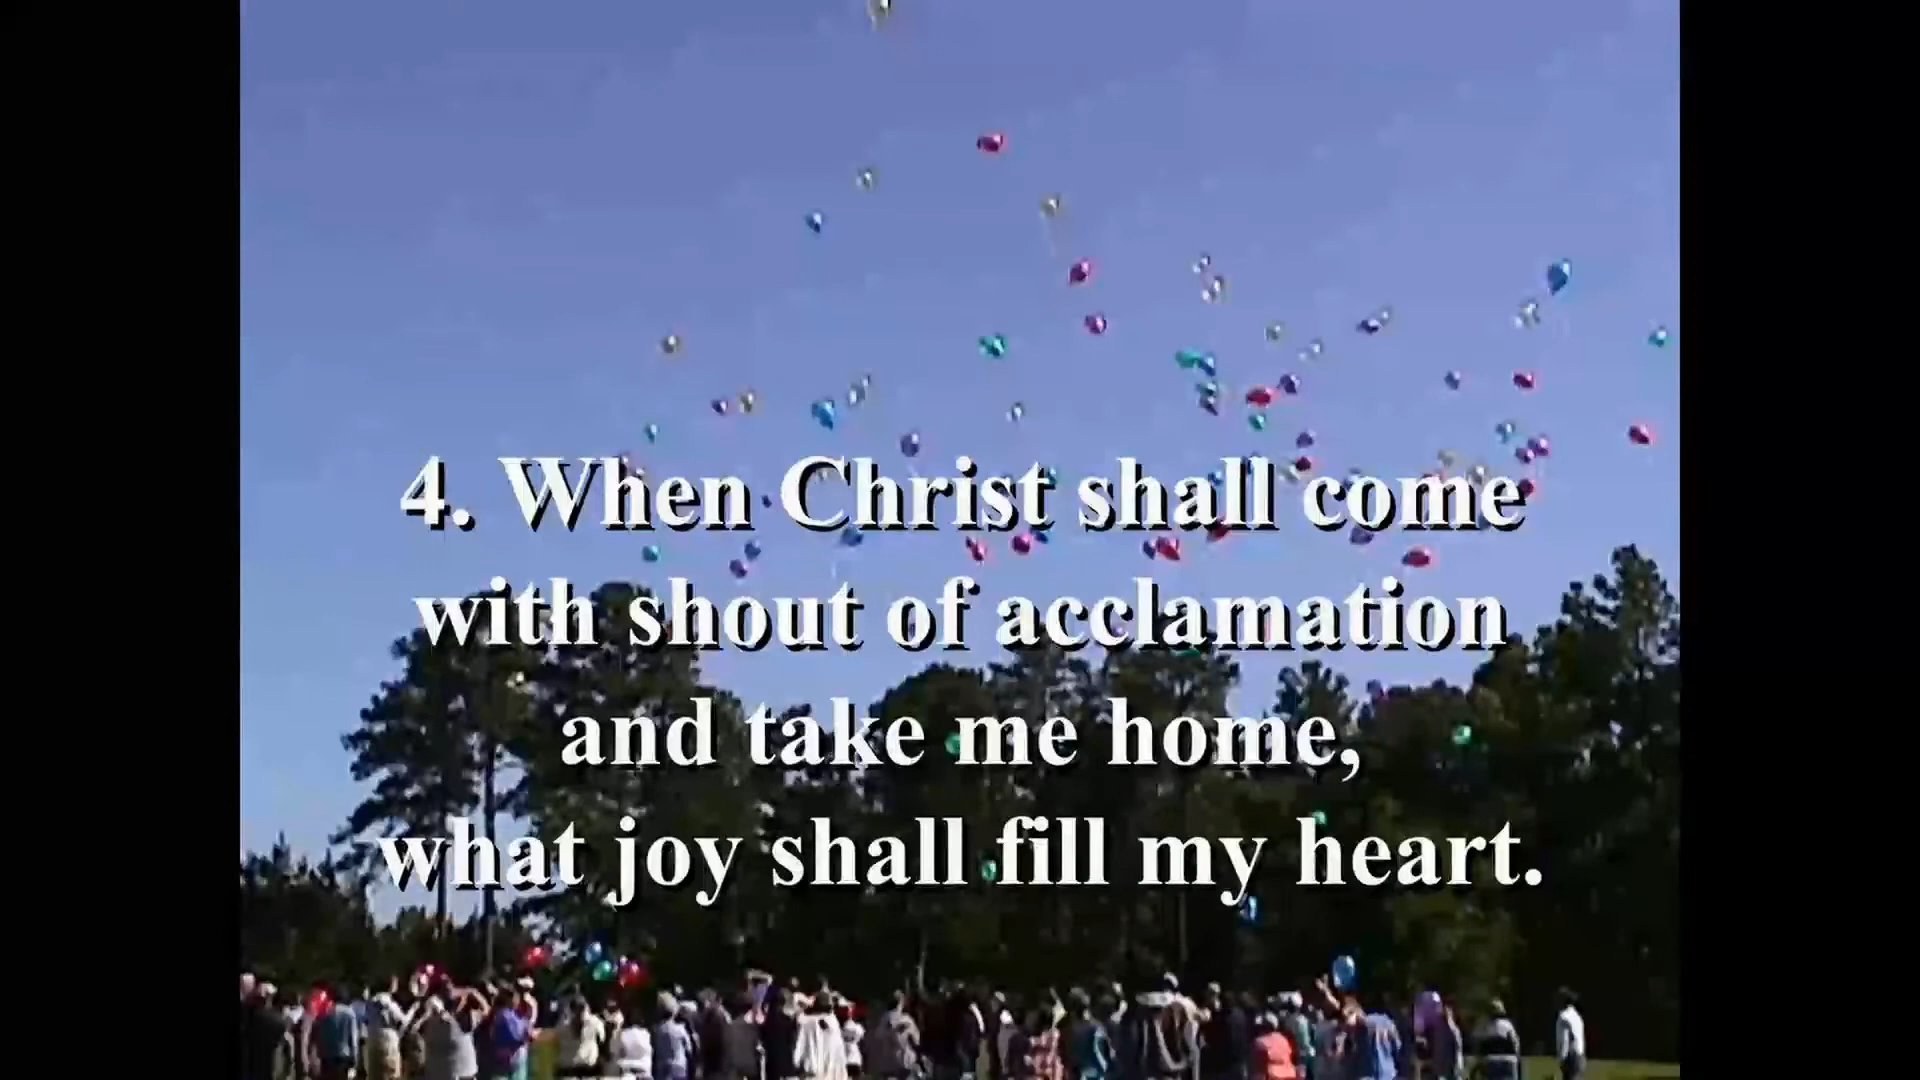 4. When Christ shall come
with shout of acclamation
and take me home,
what joy shall fill my heart.